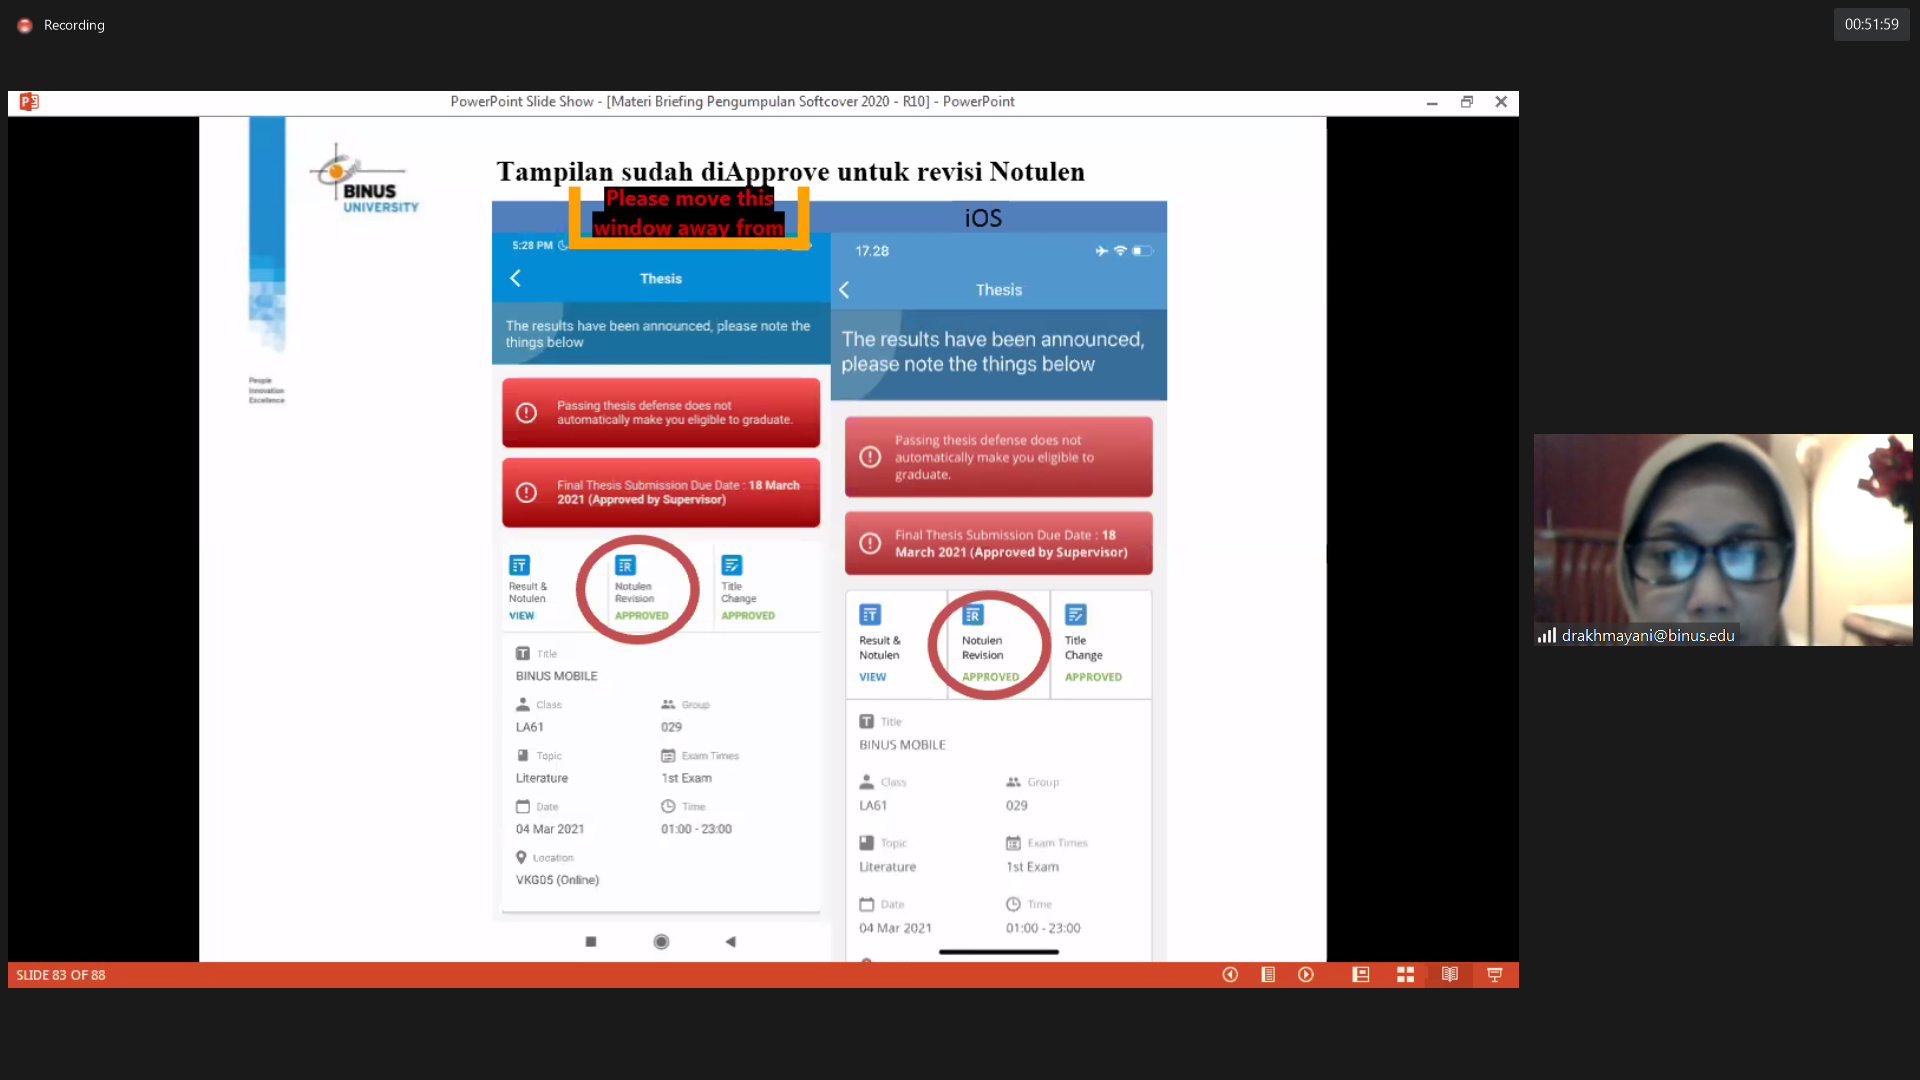 Recording
00:51:59
PowerPoint Slide Show - [Materi Briefing Pengumpulan Softcover 2020 - R10] - PowerPoint
BINUS
UNIVERSITY
People
Innovation
Excellence
Tampilan sudah diApprove untuk revisi Notulen
Please move this
window away from
iOS
5:28 PM
Thesis
The results have been announced, please note the
things below
Passing thesis defense does not
automatically make you eligible to graduate.
Final Thesis Submission Due Date : 18 March
2021 (Approved by Supervisor)
Result &
Notulen
VIEW
Notulen
Revision
APPROVED
Title
Change
APPROVED
Title
BINUS MOBILE
Class
LA61
Group
029
Topic
Literature
Exam Times
1st Exam
Date
04 Mar 2021
Time
01:00 - 23:00
Location
VKG05 (Online)
17.28
Thesis
The results have been announced,
please note the things below
Passing thesis defense does not
automatically make you eligible to
graduate.
Final Thesis Submission Due Date : 18
March 2021 (Approved by Supervisor)
Result &
Notulen
VIEW
Notulen
Revision
APPROVED
Title
Change
APPROVED
Title
BINUS MOBILE
Class
LA61
Group
029
Topic
Literature
Exam Times
1st Exam
Date
04 Mar 2021
Time
01:00 - 23:00
drakhmayani@binus.edu
SLIDE 83 OF 88